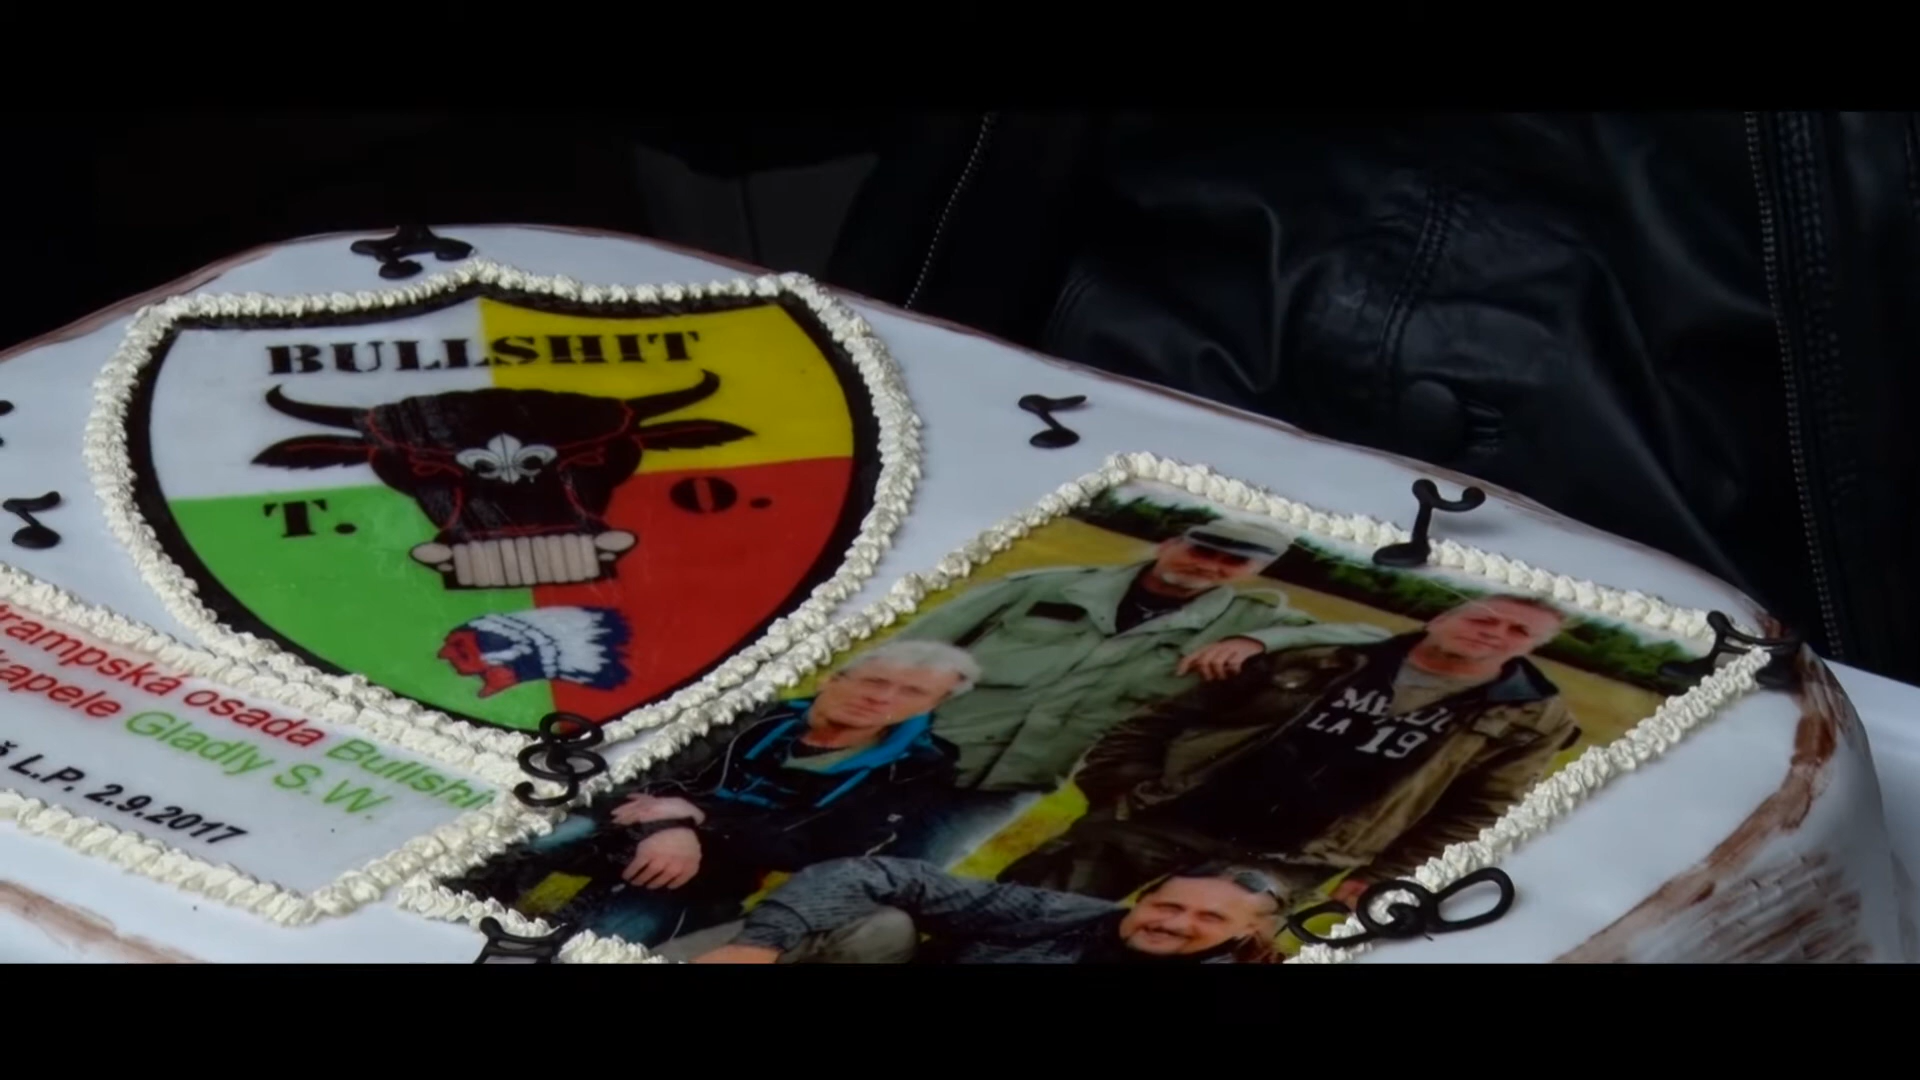 BULLSHIT
T. O.
trampská osada Bullshit
kapele Gladly S.W.
L.P. 2.9.2017
LA 19